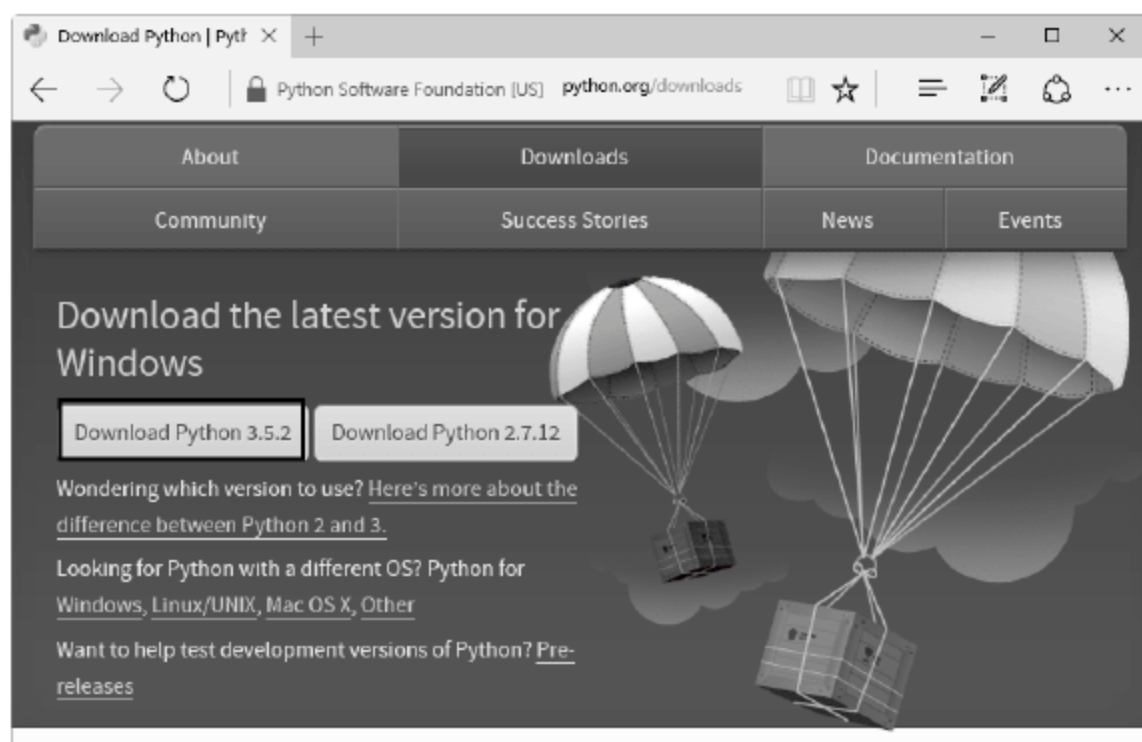 Download Python | Pyth
Python Software Foundation [US] python.org/downloads
About Downloads Documentation
Community Success Stories News Events
Download the latest version for
Windows
Download Python 3.5.2 Download Python 2.7.12
Wondering which version to use? Here's more about the
difference between Python 2 and 3.
Looking for Python with a different OS? Python for
Windows, Linux/UNIX, Mac OS X, Other
Want to help test development versions of Python? Pre-
releases